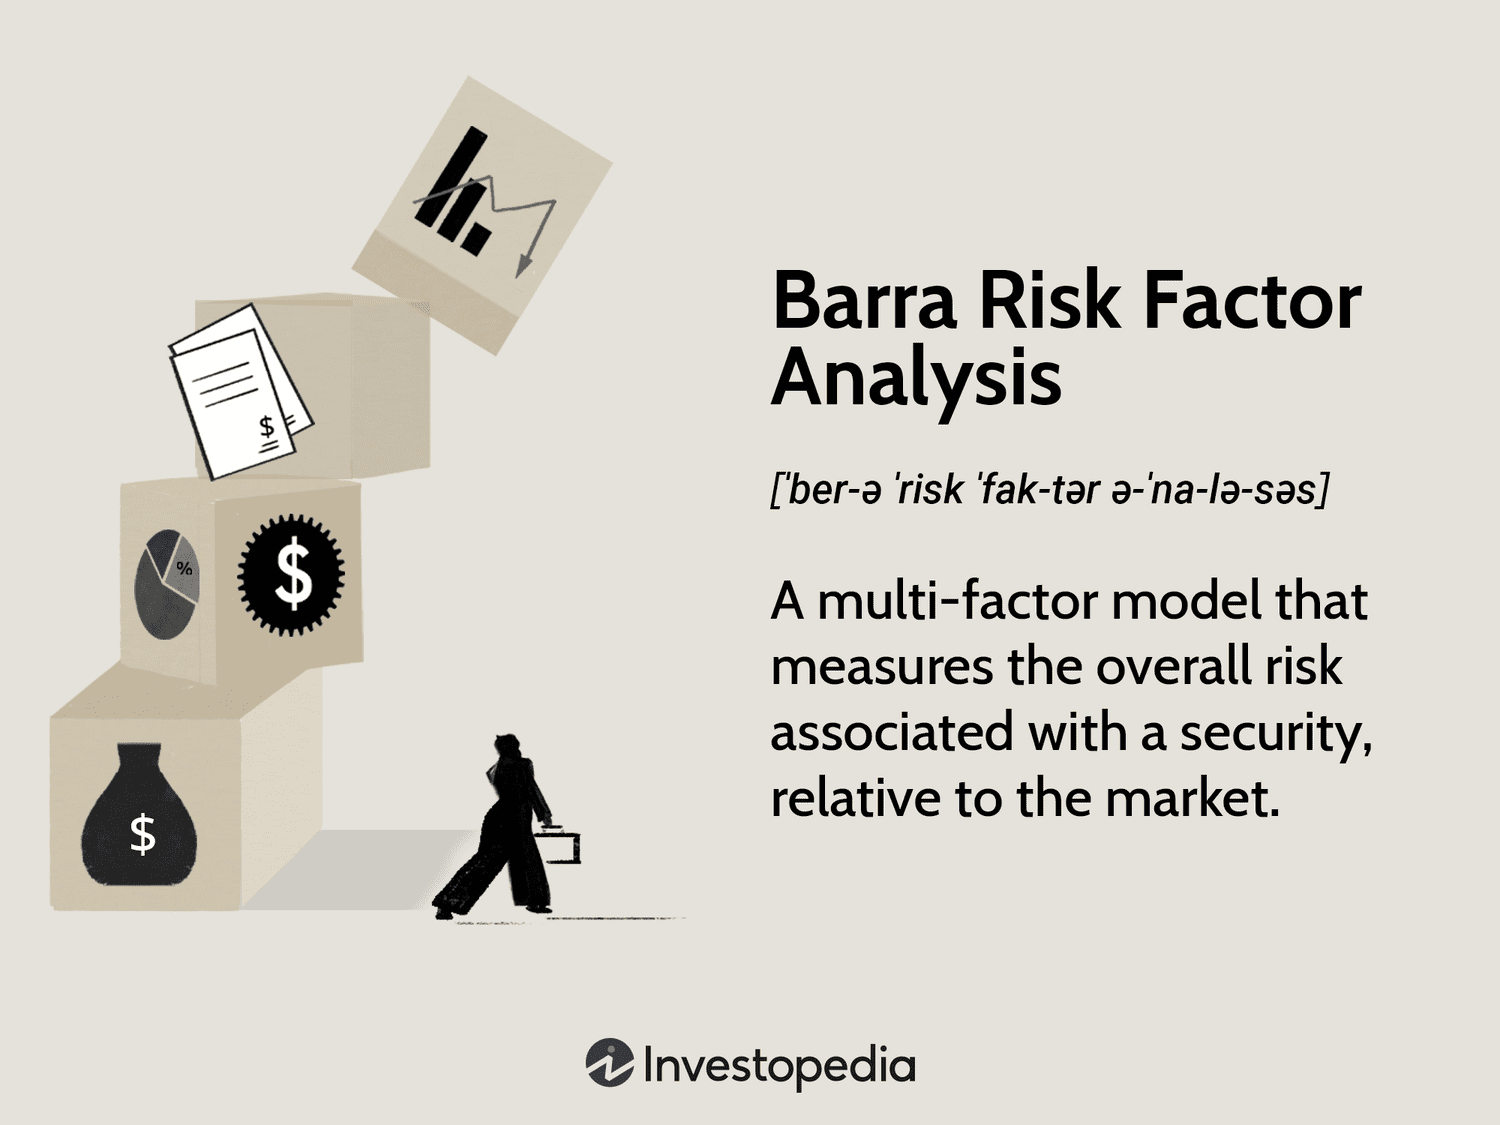 Barra Risk Factor
Analysis
[ˈber-ə ˈrisk ˈfak-tər ə-ˈna-lə-səs]
A multi-factor model that
measures the overall risk
associated with a security,
relative to the market.
$
%
$
$
Investopedia